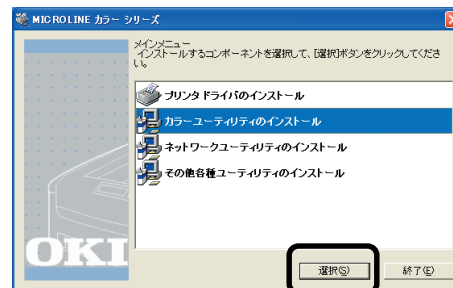 MICROLINE カラー シリーズ
メインメニュー
インストールするコンポーネントを選択して、[選択]ボタンをクリックしてくださ
い。
プリンタドライバのインストール
カラーユーティリティのインストール
ネットワークユーティリティのインストール
その他各種ユーティリティのインストール
OKI
選択(S)
終了(E)